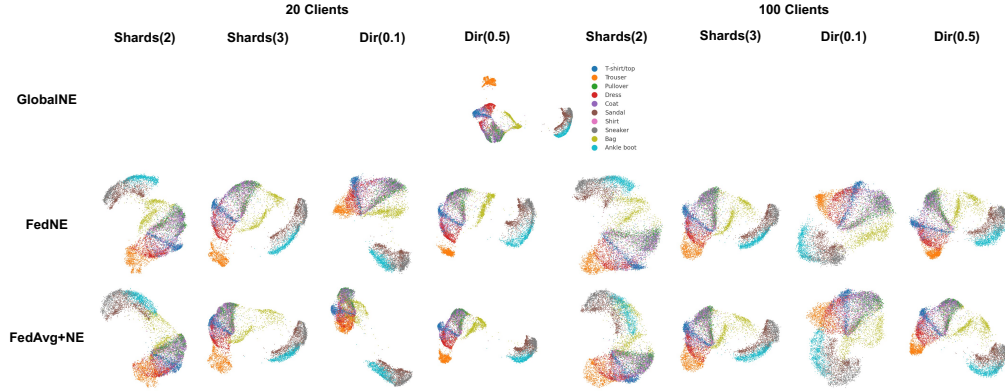 20 Clients
100 Clients
Shards(2)
Shards(3)
Dir(0.1)
Dir(0.5)
Shards(2)
Shards(3)
Dir(0.1)
Dir(0.5)
GlobalNE
T-shirt/top
Trouser
Pullover
Dress
Coat
Sandal
Shirt
Sneaker
Bag
Ankle boot
FedNE
FedAvg+NE